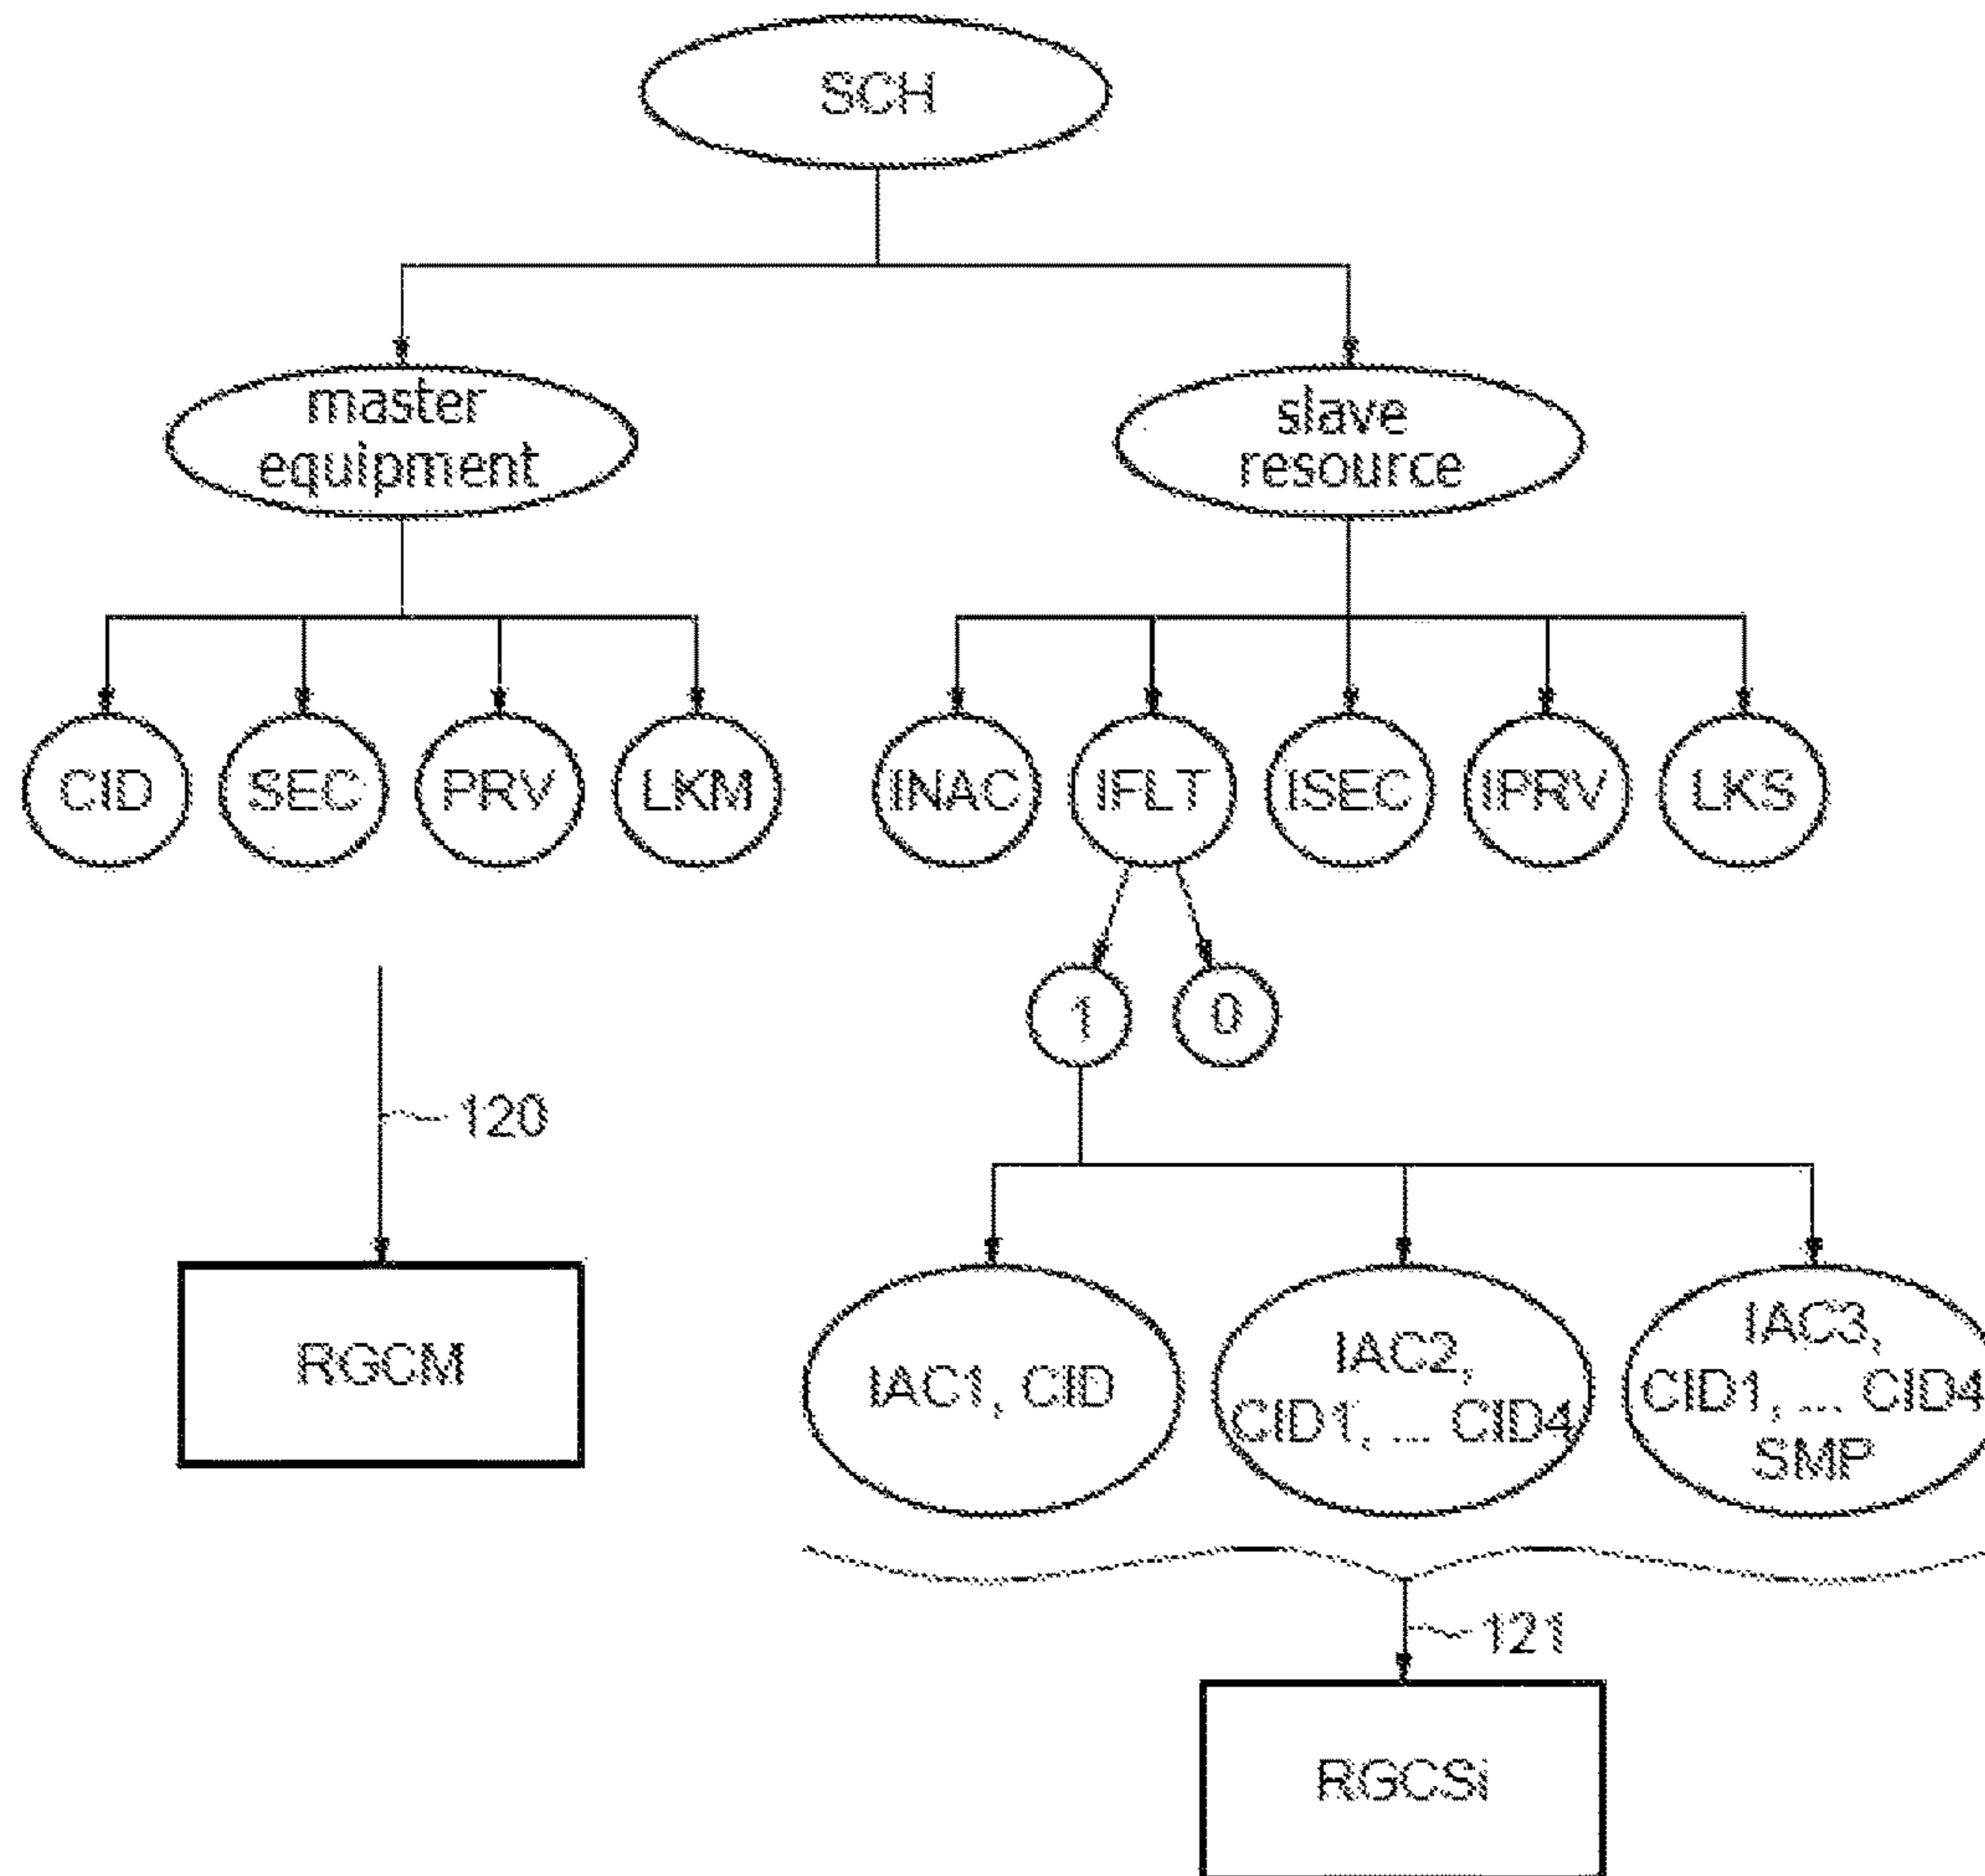 SCH
master
equipment
slave
resource
CID
SEC
PRV
LKM
INAC
IFLT
ISEC
IPRV
LKS
1
0
120
RGCM
IAC1, CID
IAC2,
CID1, ... CID4
IAC3,
CID1, ... CID4
SMP
121
RGCSi